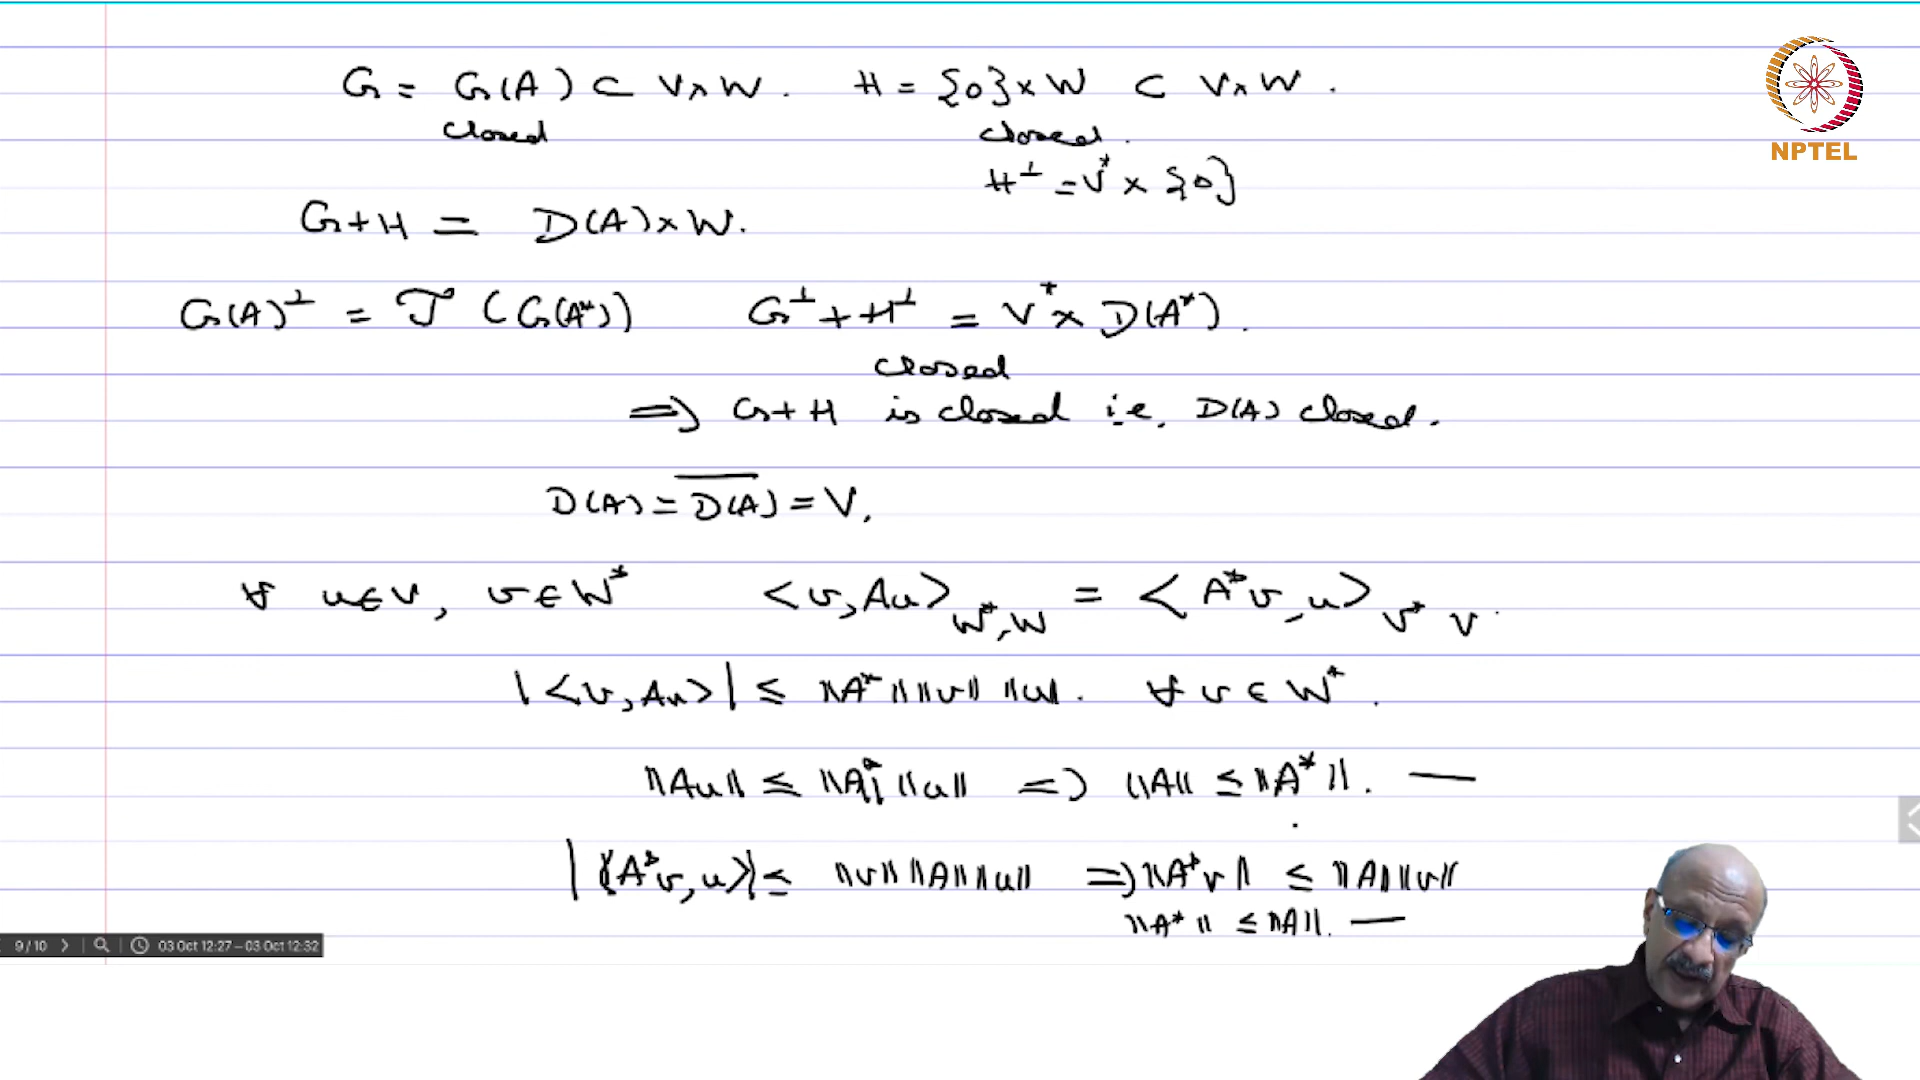 G = G(A) ⊂ V×W. H = {0}×W ⊂ V×W.
closed closed.
H^⊥ = V* × {0}
G+H = D(A)×W.
G(A)^⊥ = J (G(A*)) G^⊥ + H^⊥ = V* × D(A*).
closed
⇒ G+H is closed i.e. D(A) closed.
D(A) = \overline{D(A)} = V.
∀ u∈V, v∈W* <v,Au>_{W*,W} = <A*v,u>_{V* V}.
|<v,Au>| ≤ ‖A*‖‖v‖ ‖u‖. ∀ v∈W*.
‖Au‖ ≤ ‖A*‖ ‖u‖ ⇒ ‖A‖ ≤ ‖A*‖. —
|<A*v,u>| ≤ ‖v‖‖A‖‖u‖ ⇒ ‖A*v‖ ≤ ‖A‖‖v‖
‖A*‖ ≤ ‖A‖. —
NPTEL
9/10 03 Oct 12:27 – 03 Oct 12:32